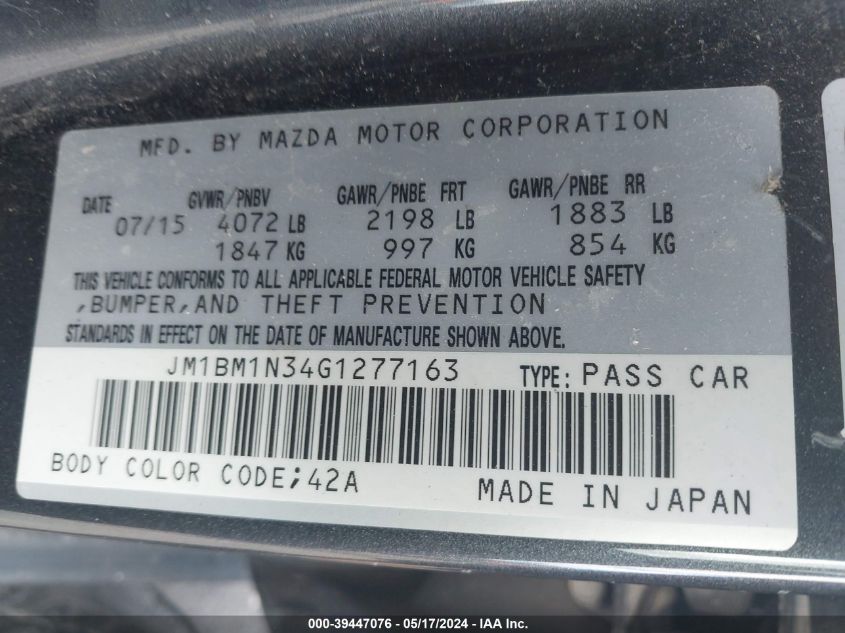 MFD. BY MAZDA MOTOR CORPORATION
DATE GVWR/PNBV GAWR/PNBE FRT GAWR/PNBE RR
07/15 4072 LB 2198 LB 1883 LB
1847 KG 997 KG 854 KG
THIS VEHICLE CONFORMS TO ALL APPLICABLE FEDERAL MOTOR VEHICLE SAFETY
,BUMPER,AND THEFT PREVENTION
STANDARDS IN EFFECT ON THE DATE OF MANUFACTURE SHOWN ABOVE.
JM1BM1N34G1277163 TYPE: PASS CAR
BODY COLOR CODE;42A MADE IN JAPAN
000-39447076 - 05/17/2024 - IAA Inc.